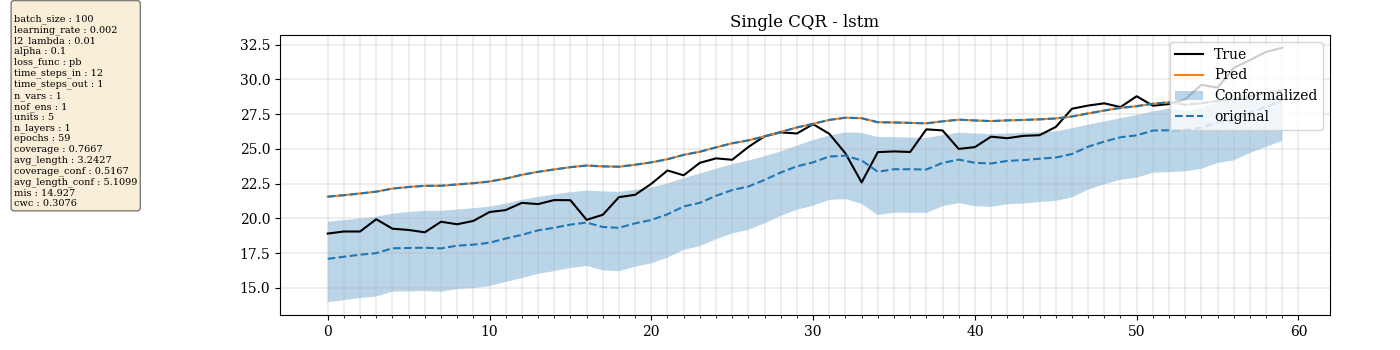 Single CQR - lstm
batch_size : 100
learning_rate : 0.002
l2_lambda : 0.01
alpha : 0.1
loss_func : pb
time_steps_in : 12
time_steps_out : 1
n_vars : 1
nof_ens : 1
units : 5
n_layers : 1
epochs : 59
coverage : 0.7667
avg_length : 3.2427
coverage_conf : 0.5167
avg_length_conf : 5.1099
mis : 14.927
cwc : 0.3076
32.5
30.0
27.5
25.0
22.5
20.0
17.5
15.0
True
Pred
Conformalized
original
0 10 20 30 40 50 60